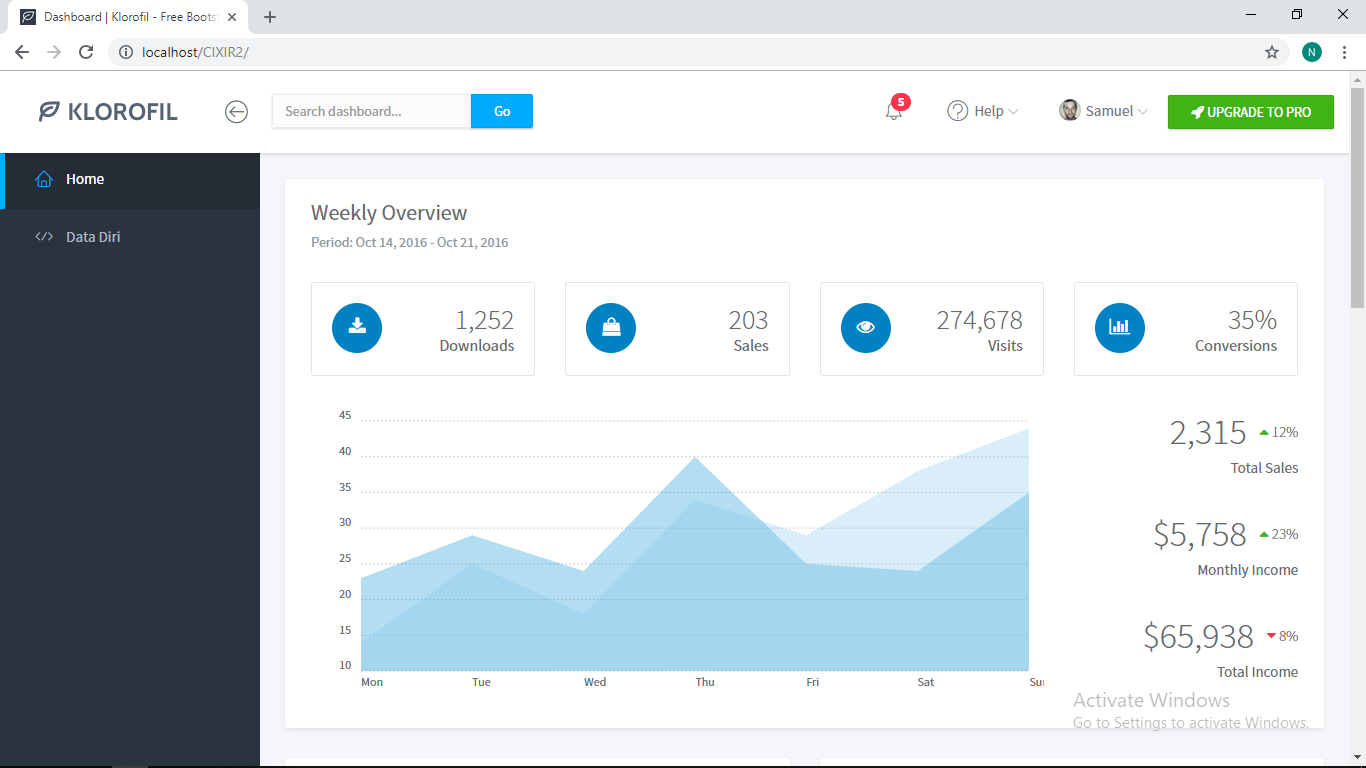 Dashboard | Klorofil - Free Boots
localhost/CIXIR2/
N
KLOROFIL
Search dashboard...
Go
5
Help
Samuel
UPGRADE TO PRO
Home
Data Diri
Weekly Overview
Period: Oct 14, 2016 - Oct 21, 2016
1,252
Downloads
203
Sales
274,678
Visits
35%
Conversions
45
40
35
30
25
20
15
10
Mon Tue Wed Thu Fri Sat Sun
2,315 12%
Total Sales
$5,758 23%
Monthly Income
$65,938 8%
Total Income
Activate Windows
Go to Settings to activate Windows.